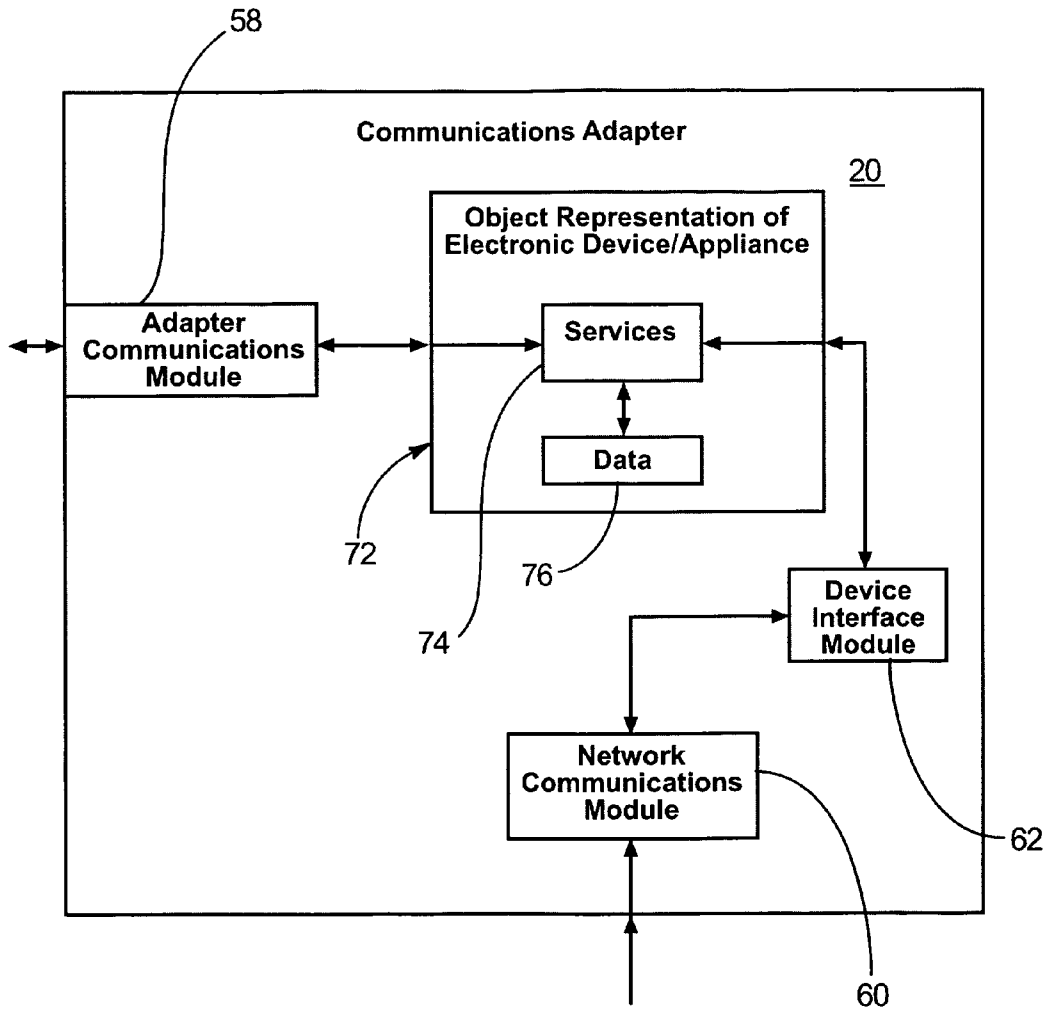 58
Communications Adapter
20
Object Representation of
Electronic Device/Appliance
Adapter
Communications
Module
Services
Data
72
76
74
Device
Interface
Module
Network
Communications
Module
62
60